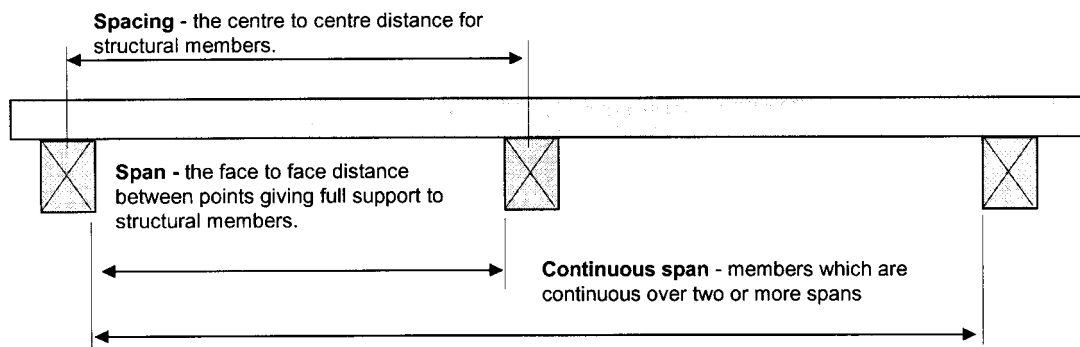 Spacing - the centre to centre distance for
structural members.
Span - the face to face distance
between points giving full support to
structural members.
Continuous span - members which are
continuous over two or more spans